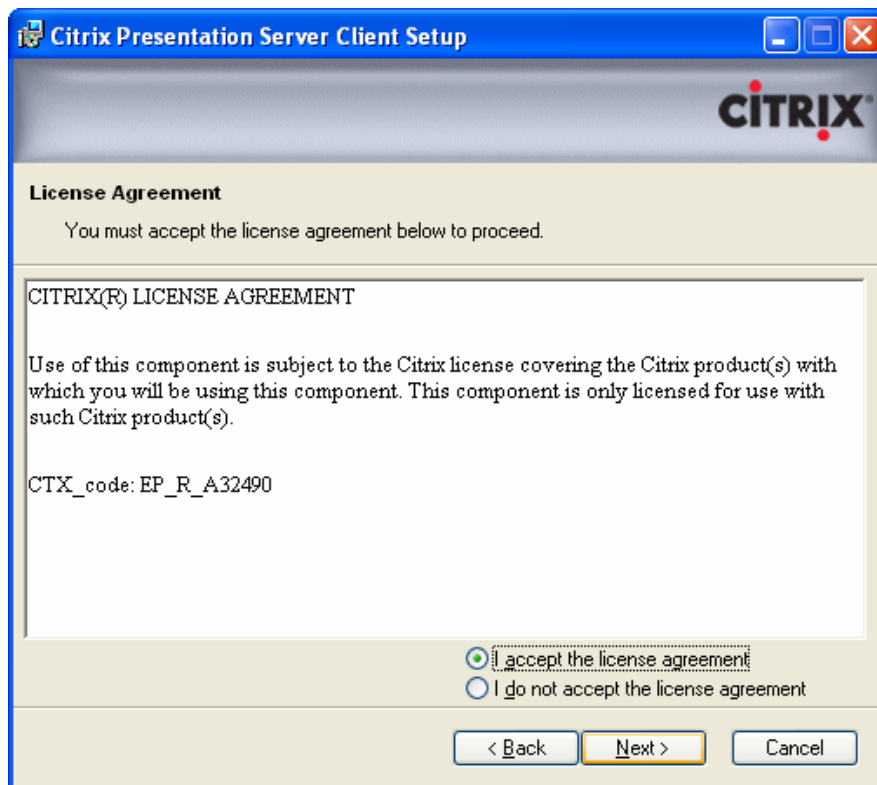 Citrix Presentation Server Client Setup
CITRIX®
License Agreement
You must accept the license agreement below to proceed.
CITRIX(R) LICENSE AGREEMENT
Use of this component is subject to the Citrix license covering the Citrix product(s) with
which you will be using this component. This component is only licensed for use with
such Citrix product(s).
CTX_code: EP_R_A32490
I accept the license agreement
I do not accept the license agreement
< Back Next > Cancel